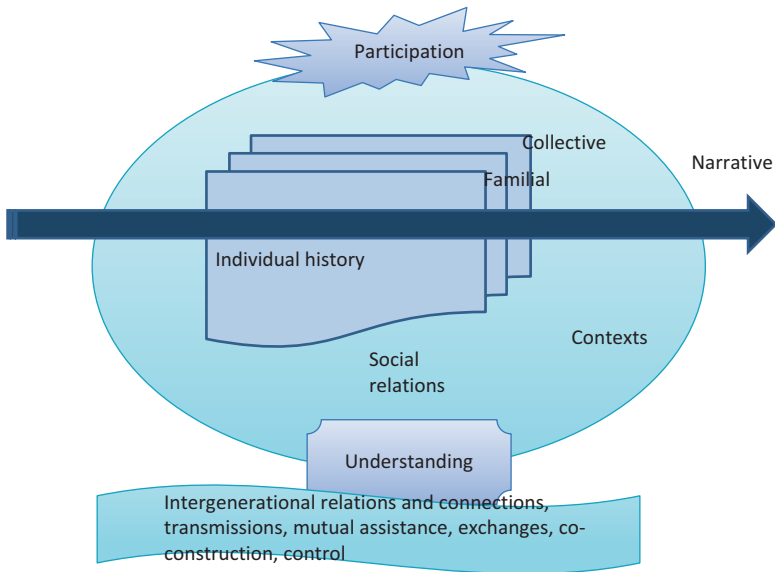 Participation
Collective
Narrative
Familial
Individual history
Contexts
Social
relations
Understanding
Intergenerational relations and connections,
transmissions, mutual assistance, exchanges, co-
construction, control